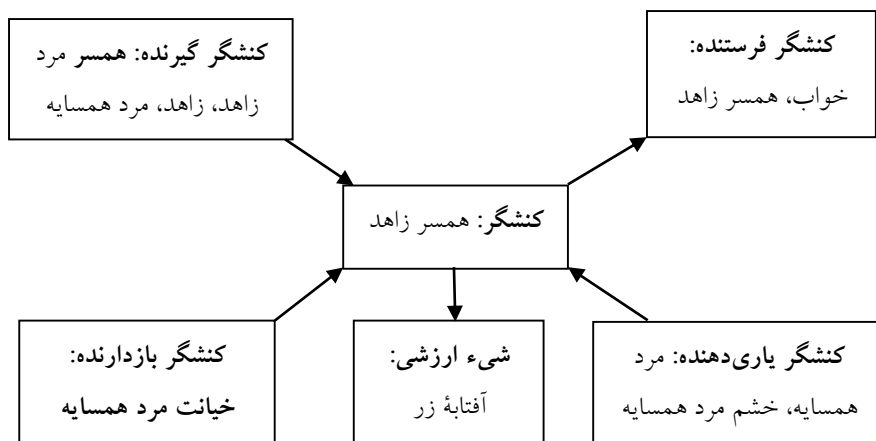 کنشگر فرستنده:
خواب، همسر زاهد
کنشگر گیرنده: همسر مرد
زاهد، زاهد، مرد همسایه
کنشگر: همسر زاهد
کنشگر یاری‌دهنده: مرد
همسایه، خشم مرد همسایه
شیء ارزشی:
آفتابۀ زر
کنشگر بازدارنده:
خیانت مرد همسایه